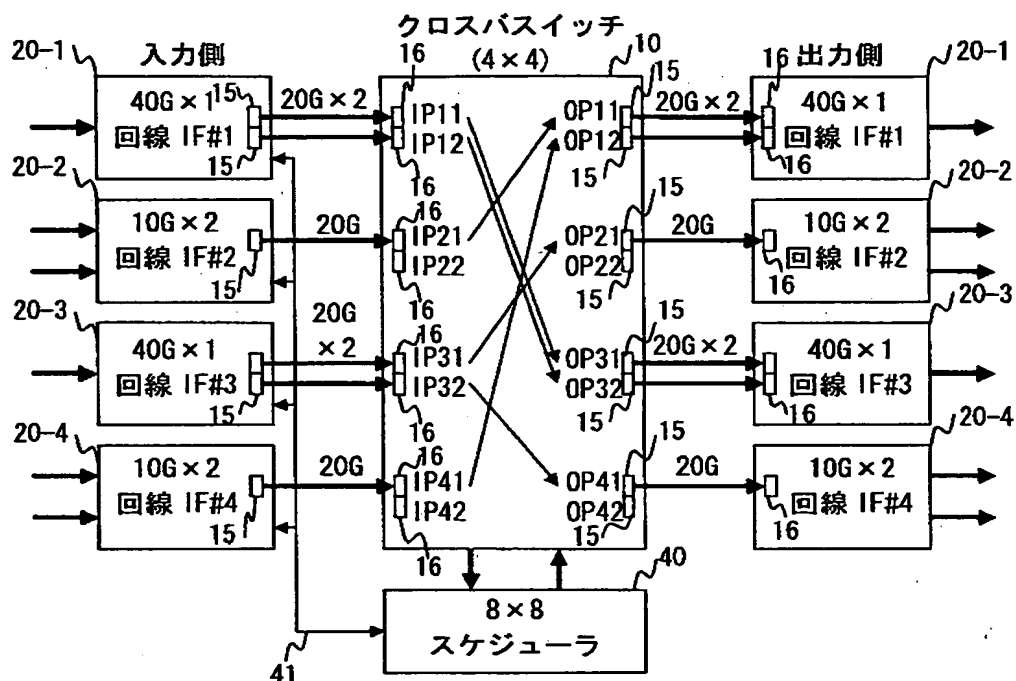 クロスバスイッチ
(4×4)
入力側
出力側
20-1
16
10
15
16
20-1
40G×1
回線 IF#1
15
15
20G×2
IP11
IP12
OP11
OP12
20G×2
40G×1
回線 IF#1
16
15
16
20-2
16
15
20-2
10G×2
回線 IF#2
15
20G
IP21
IP22
OP21
OP22
20G
10G×2
回線 IF#2
16
16
15
20-3
20G
×2
16
15
20-3
40G×1
回線 IF#3
15
IP31
IP32
OP31
OP32
20G×2
40G×1
回線 IF#3
16
16
15
20-4
16
15
20-4
10G×2
回線 IF#4
15
20G
IP41
IP42
OP41
OP42
20G
10G×2
回線 IF#4
16
16
15
40
8×8
スケジューラ
41